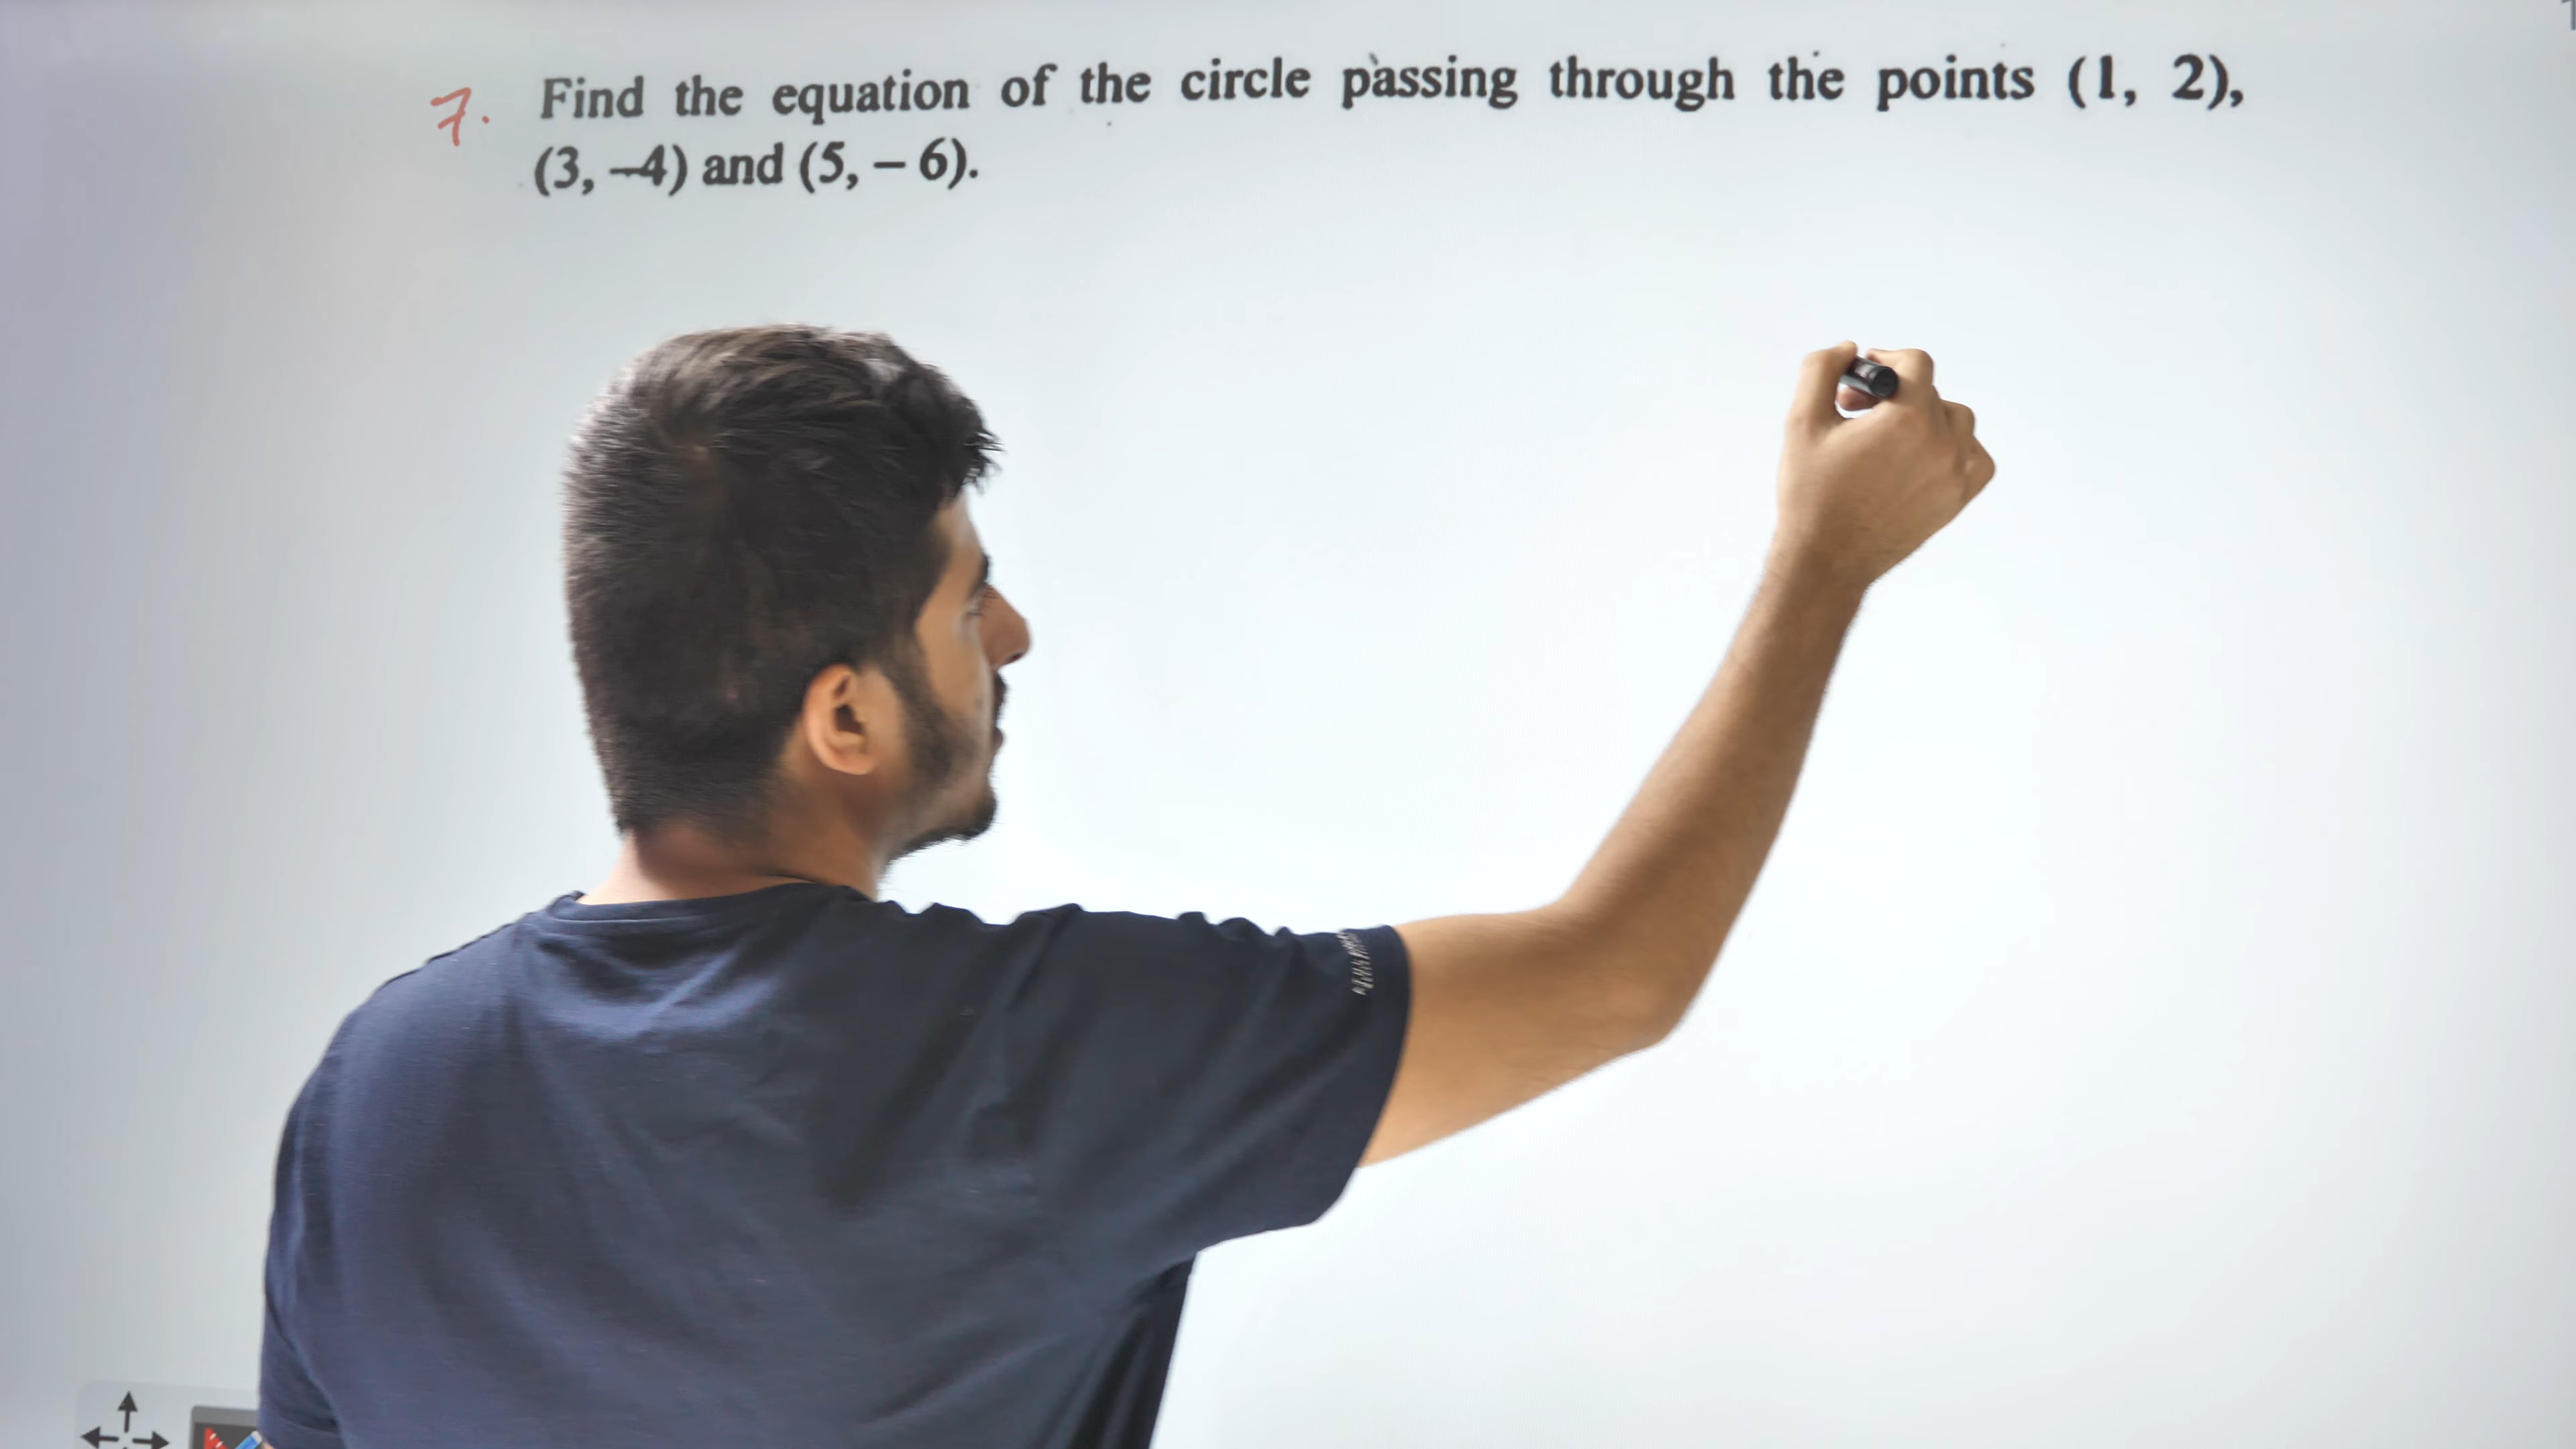 7. Find the equation of the circle passing through the points (1, 2),
(3, –4) and (5, – 6).